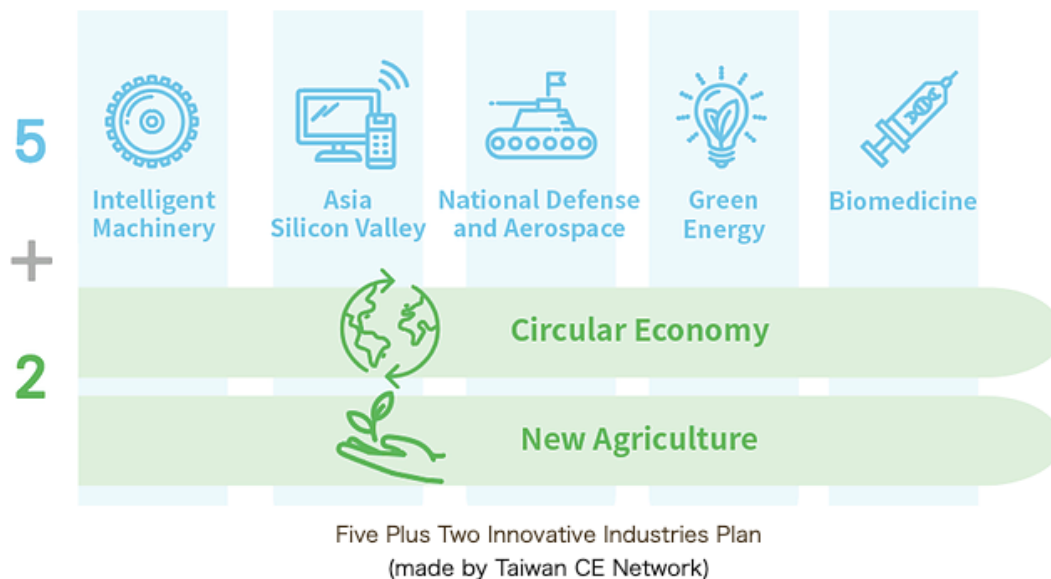 5
Intelligent
Machinery
Asia
Silicon Valley
National Defense
and Aerospace
Green
Energy
Biomedicine
+
2
Circular Economy
New Agriculture
Five Plus Two Innovative Industries Plan
(made by Taiwan CE Network)